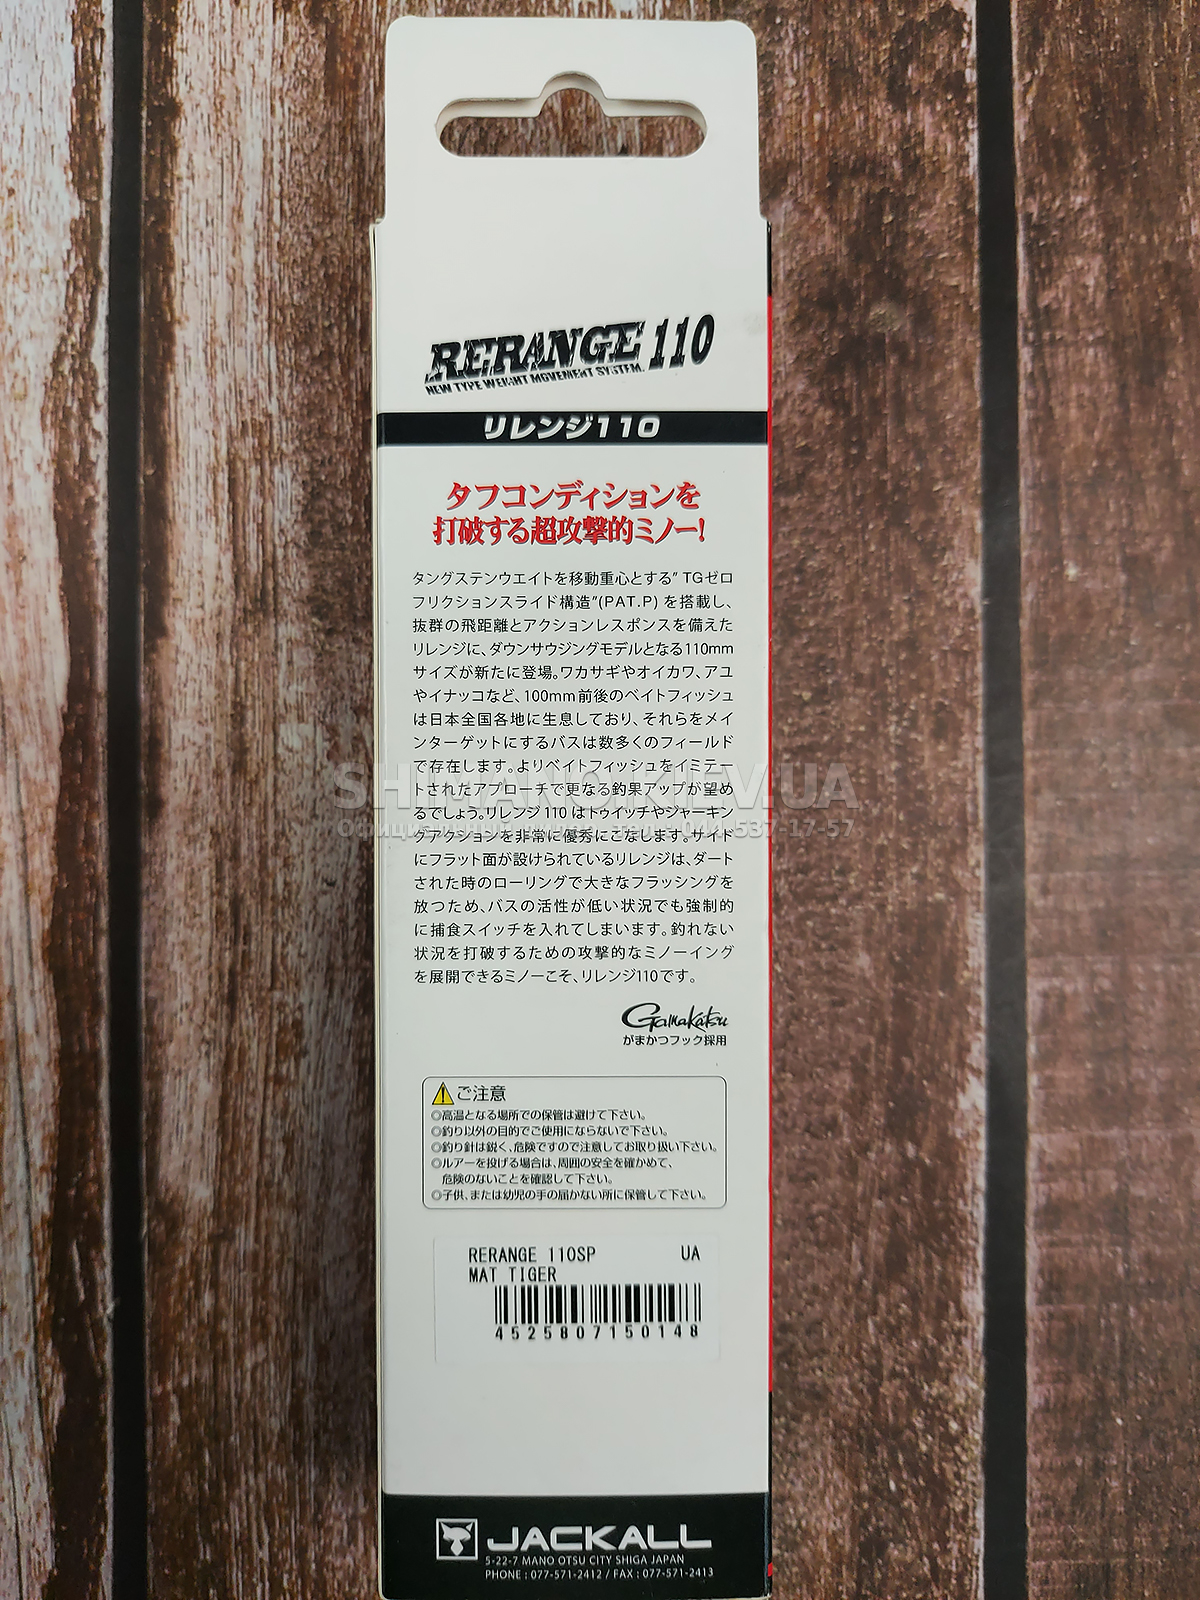 RERANGE 110
NEW TYPE WEIGHT MOVEMENT SYSTEM.
リレンジ110
タフコンディションを
打破する超攻撃的ミノー!
タングステンウエイトを移動重心とする"TGゼロ
フリクションスライド構造"(PAT.P)を搭載し、
抜群の飛距離とアクションレスポンスを備えた
リレンジに、ダウンサウジングモデルとなる110mm
サイズが新たに登場。ワカサギやオイカワ、アユ
やイナッコなど、100mm前後のベイトフィッシュ
は日本全国各地に生息しており、それらをメイ
ンターゲットにするバスは数多くのフィールド
で存在します。よりベイトフィッシュをイミテー
トされたアプローチで更なる釣果アップが望め
SHIMANO.KIEV.UA
るでしょう。リレンジ110はトゥイッチやジャーキン
044-537-17-57
グアクションを非常に優秀にこなします。サイド
にフラット面が設けられているリレンジは、ダート
された時のローリングで大きなフラッシングを
放つため、バスの活性が低い状況でも強制的
に捕食スイッチを入れてしまいます。釣れない
状況を打破するための攻撃的なミノーイング
を展開できるミノーこそ、リレンジ110です。
Gamakatsu
がまかつフック採用
ご注意
◎高温となる場所での保管は避けて下さい。
◎釣り以外の目的でご使用にならないで下さい。
◎釣り針は鋭く、危険ですので注意してお取り扱い下さい。
◎ルアーを投げる場合は、周囲の安全を確かめて、
危険のないことを確認して下さい。
◎子供、または幼児の手の届かない所に保管して下さい。
RERANGE 110SP UA
MAT TIGER
4525807150148
JACKALL
5-22-7 MANO OTSU CITY SHIGA JAPAN
PHONE : 077-571-2412 / FAX : 077-571-2413